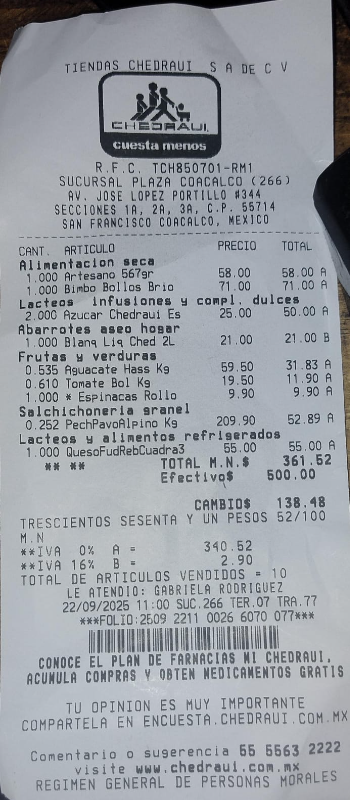 TIENDAS CHEDRAUI S A DE C V
CHEDRAUI
cuesta menos
R.F.C. TCH850701-RM1
SUCURSAL PLAZA COACALCO (266)
AV. JOSE LOPEZ PORTILLO #344
SECCIONES 1A, 2A, 3A, C.P. 55714
SAN FRANCISCO COACALCO, MEXICO
CANT. ARTICULO PRECIO TOTAL
Alimentacion seca
1.000 Artesano 567gr 58.00 58.00 A
1.000 Bimbo Bollos Brio 71.00 71.00 A
Lacteos infusiones y compl. dulces
2.000 Azucar Chedraui Es 25.00 50.00 A
Abarrotes aseo hogar
1.000 Blanq Liq Ched 2L 21.00 21.00 B
Frutas y verduras
0.535 Aguacate Hass Kg 59.50 31.83 A
0.610 Tomate Bol Kg 19.50 11.90 A
1.000 * Espinacas Rollo 9.90 9.90 A
Salchichoneria granel
0.252 PechPavoAlpino Kg 209.90 52.89 A
Lacteos y alimentos refrigerados
1.000 QuesoFudRebCuadra3 55.00 55.00 A
** ** TOTAL M.N.$ 361.52
Efectivo$ 500.00
CAMBIO$ 138.48
TRESCIENTOS SESENTA Y UN PESOS 52/100
M.N
**IVA 0% A = 340.52
**IVA 16% B = 2.90
TOTAL DE ARTICULOS VENDIDOS = 10
LE ATENDIO: GABRIELA RODRIGUEZ
22/09/2025 11:00 SUC.266 TER.07 TRA.77
***FOLIO:2509 2211 0026 6070 077***
CONOCE EL PLAN DE FARMACIAS MI CHEDRAUI,
ACUMULA COMPRAS Y OBTEN MEDICAMENTOS GRATIS
TU OPINION ES MUY IMPORTANTE
COMPARTELA EN ENCUESTA.CHEDRAUI.COM.MX
Comentario o sugerencia 55 5563 2222
visite www.chedraui.com.mx
REGIMEN GENERAL DE PERSONAS MORALES